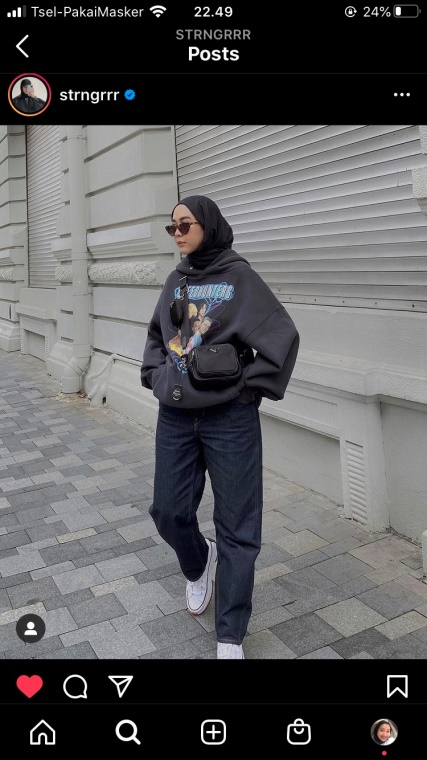 Tsel-PakaiMasker
22.49
24%
STRNGRRR
Posts
strngrrr